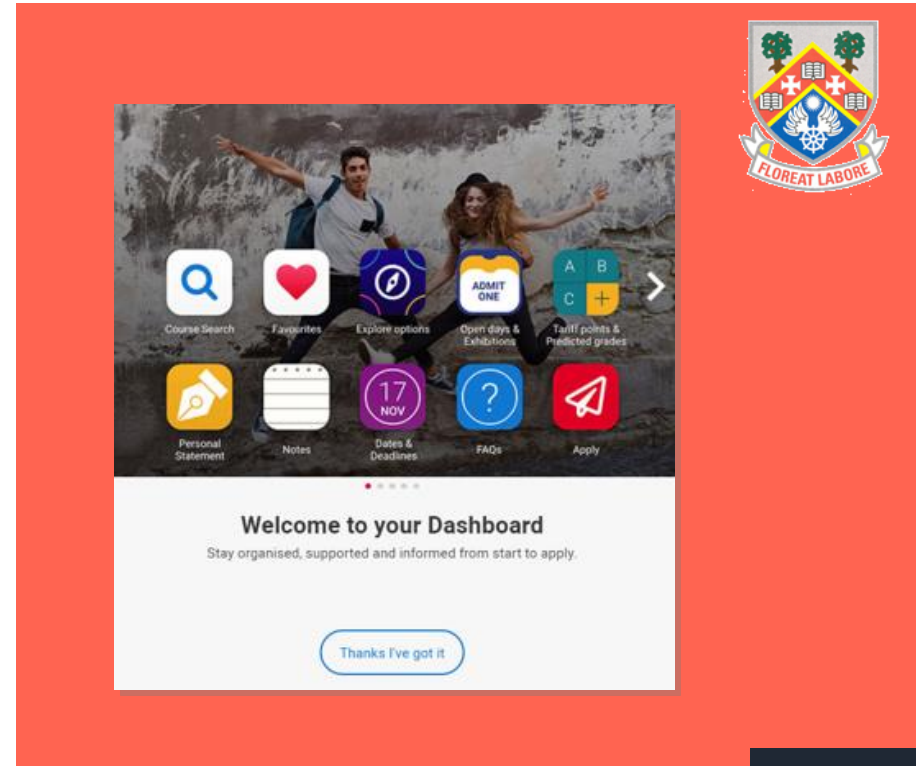 FLOREAT LABORE
ADMIT
ONE
A B
C +
Course Search
Favourites
Explore options
Open days &
Exhibitions
Tariff points &
Predicted grades
17
NOV
?
Personal
Statement
Notes
Dates &
Deadlines
FAQs
Apply
Welcome to your Dashboard
Stay organised, supported and informed from start to apply.
Thanks I've got it